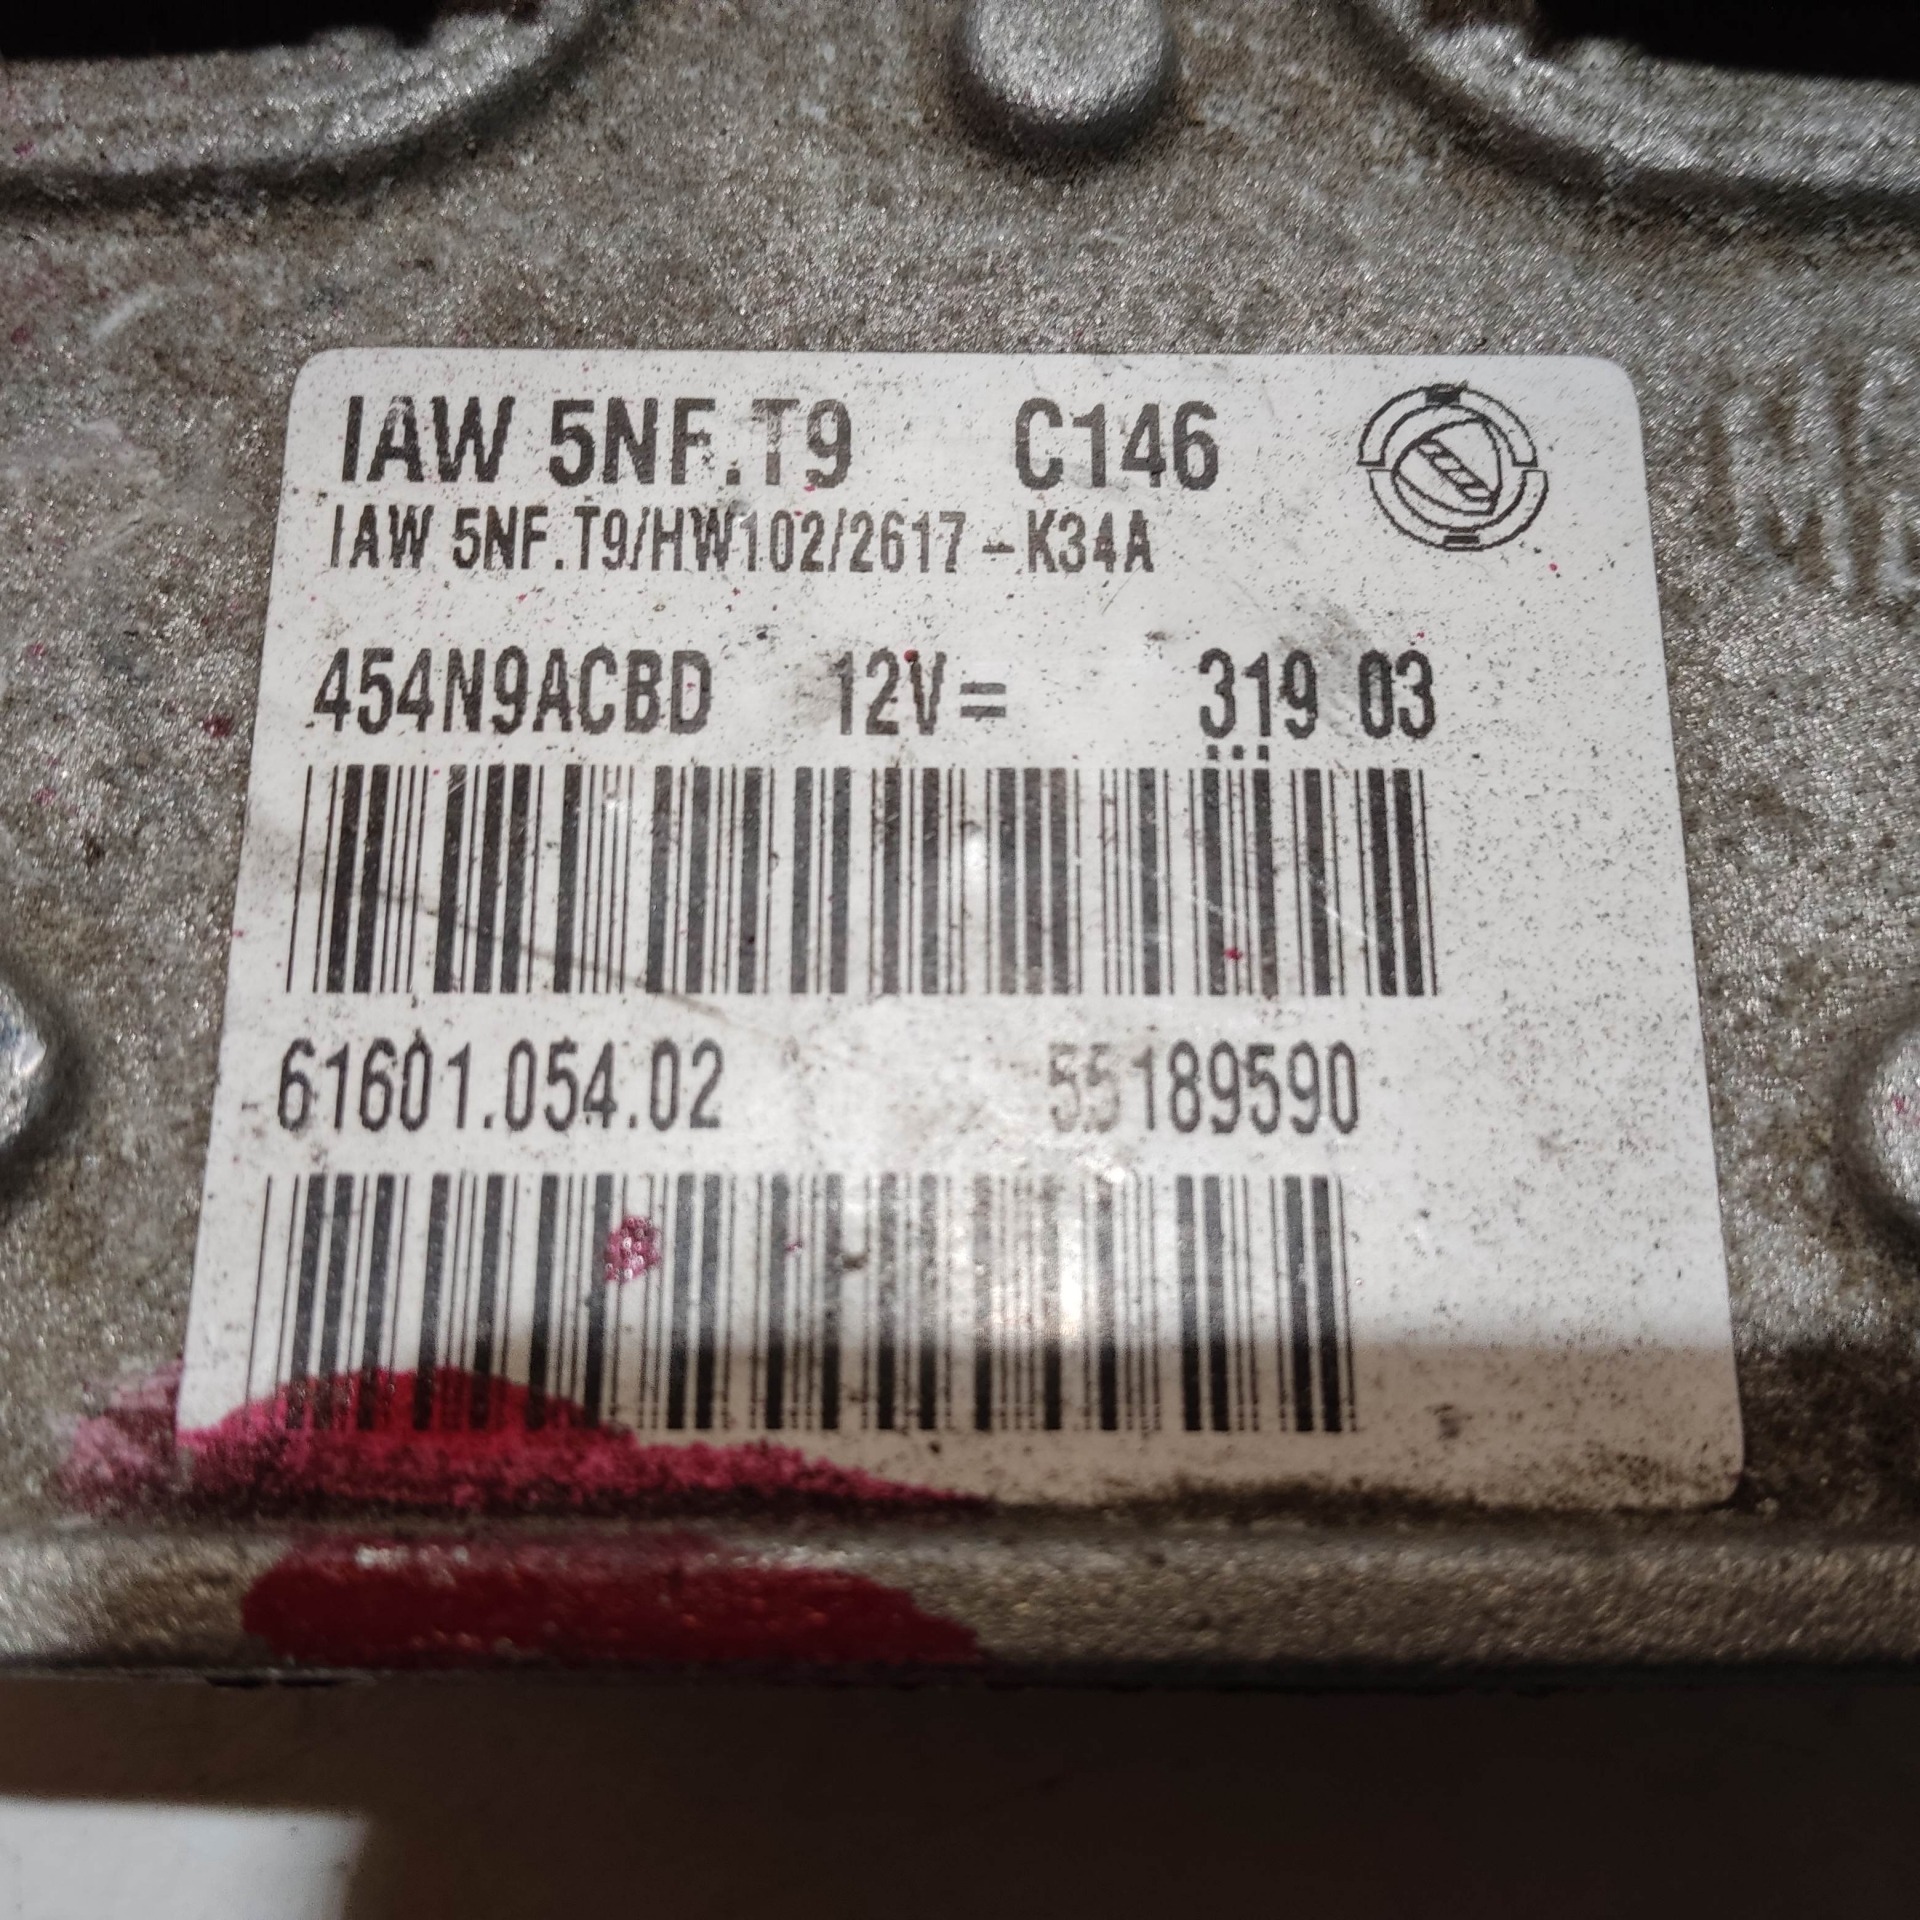 IAW 5NF.T9 C146
IAW 5NF.T9/HW102/2617-K34A
454N9ACBD 12V= 319 03
61601.054.02 55189590